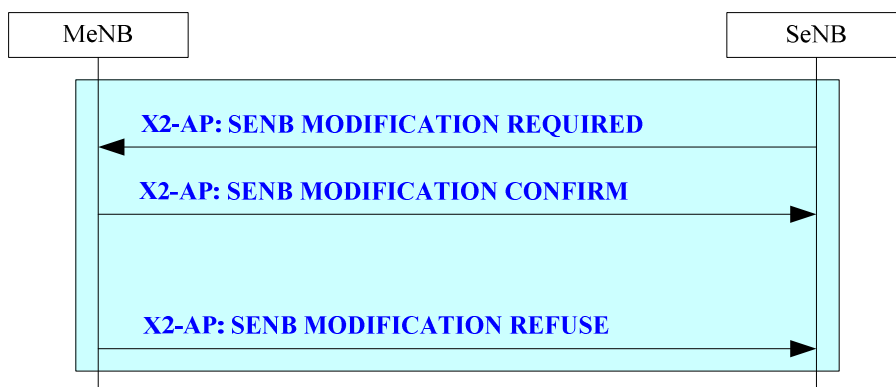 MeNB
SeNB
X2-AP: SENB MODIFICATION REQUIRED
X2-AP: SENB MODIFICATION CONFIRM
X2-AP: SENB MODIFICATION REFUSE